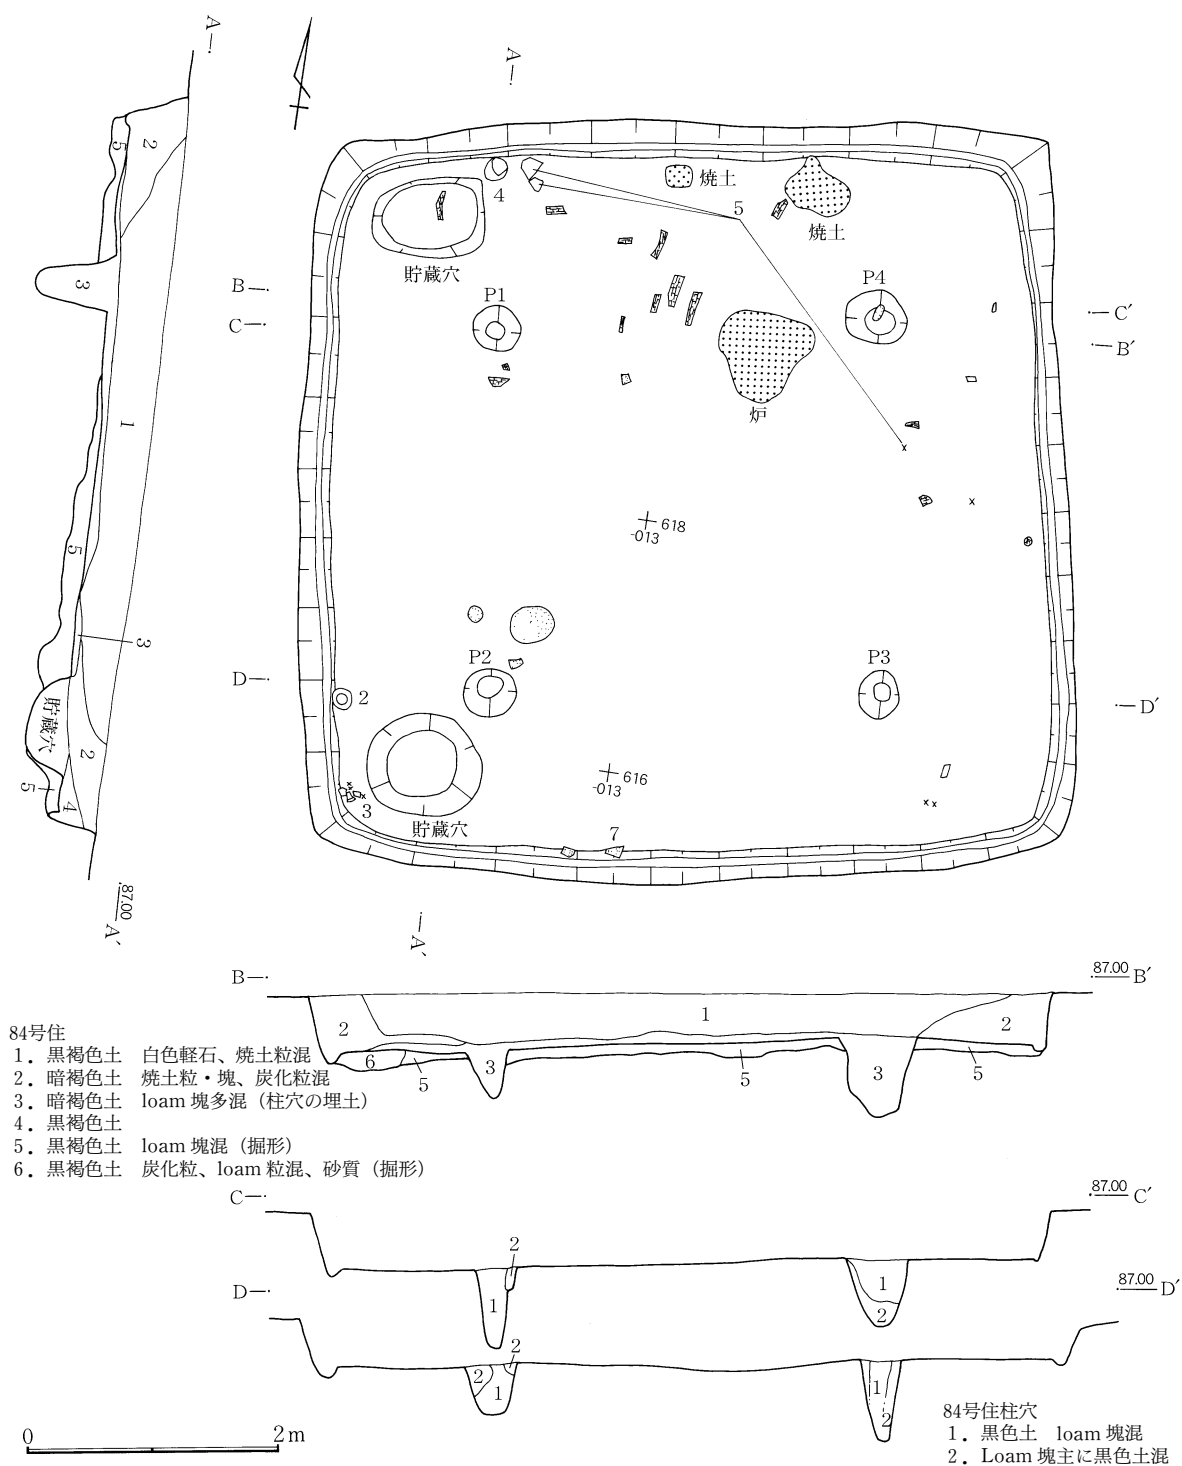 A
A
2
5
4
焼土
5
焼土
貯蔵穴
3
B
C
P1
P4
C′
B′
1
炉
618
-013
5
3
P2
P3
D
2
D′
貯蔵穴
2
616
-013
5
4
3
貯蔵穴
7
87.00
A′
A′
B
87.00
B′
1
2
2
6
5
3
5
3
5
84号住
1．黒褐色土　白色軽石、焼土粒混
2．暗褐色土　焼土粒・塊、炭化粒混
3．暗褐色土　loam 塊多混（柱穴の埋土）
4．黒褐色土
5．黒褐色土　loam 塊混（掘形）
6．黒褐色土　炭化粒、loam 粒混、砂質（掘形）
C
87.00
C′
2
1
1
2
D
87.00
D′
2
2
1
1
2
0
2m
84号住柱穴
1．黒色土　loam 塊混
2．Loam 塊主に黒色土混